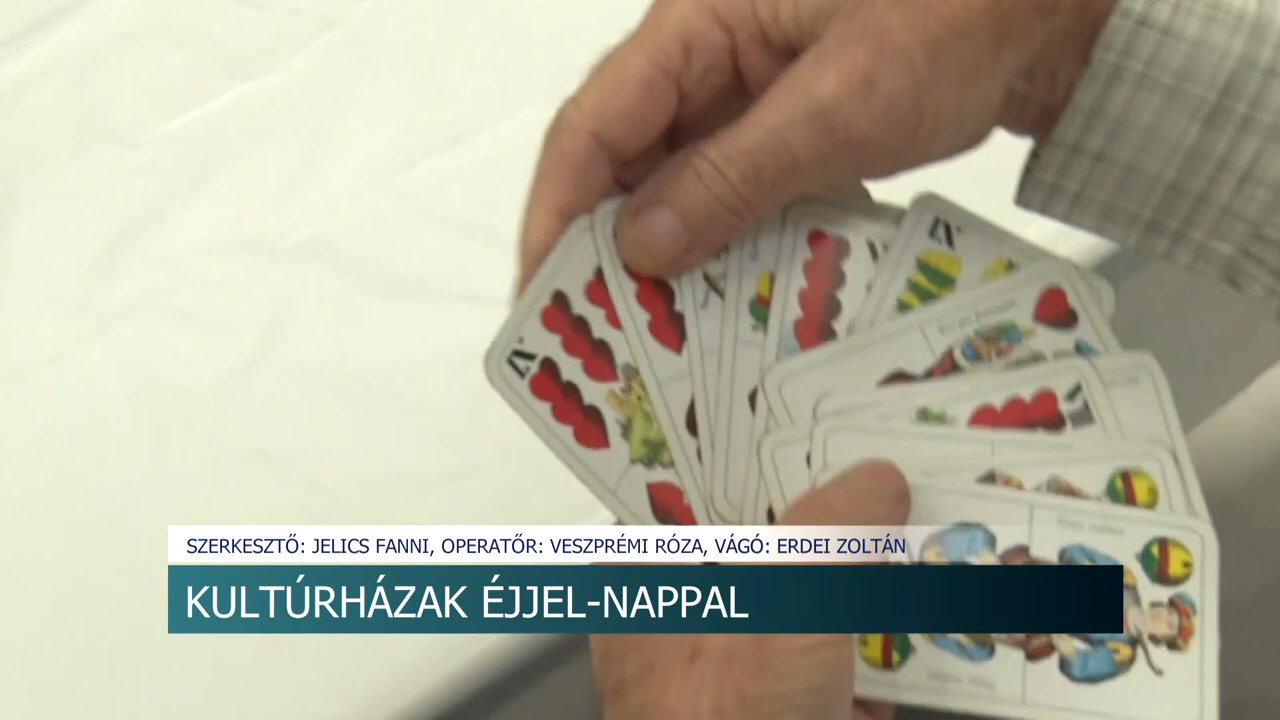 SZERKESZTŐ: JELICS FANNI, OPERATŐR: VESZPRÉMI RÓZA, VÁGÓ: ERDEI ZOLTÁN
KULTÚRHÁZAK ÉJJEL-NAPPAL